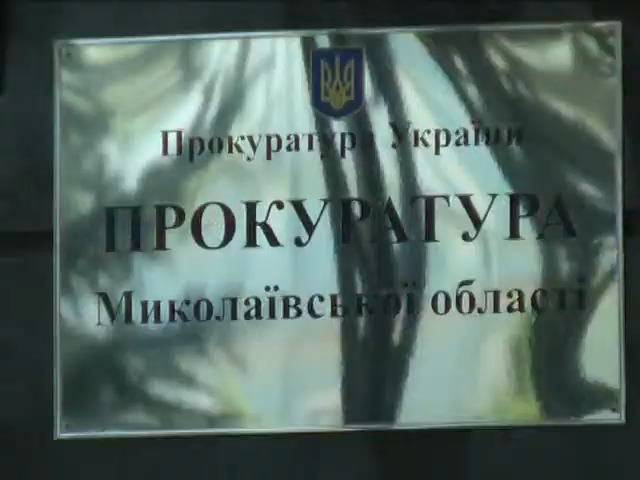 Прокуратура України
ПРОКУРАТУРА
Миколаївської області